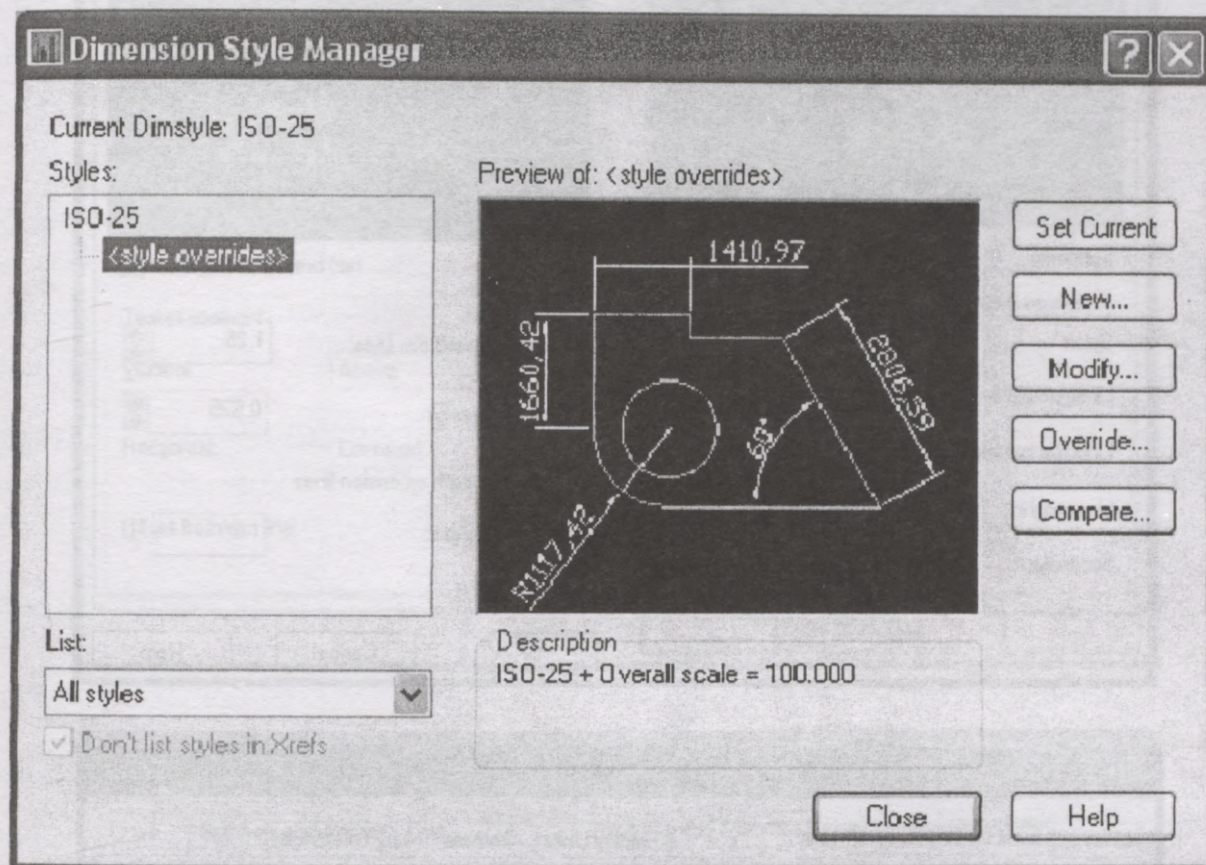 Dimension Style Manager
Current Dimstyle: ISO-25
Styles:
ISO-25
<style overrides>
List:
All styles
Don't list styles in Xrefs
Preview of: <style overrides>
1410,97
1660,42
60°
R1117,42
Description
ISO-25 + Overall scale = 100.000
Set Current
New...
Modify...
Override...
Compare...
Close
Help